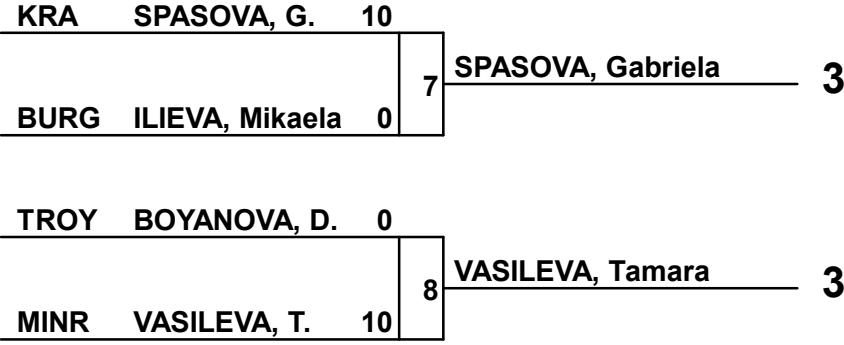 KRA SPASOVA, G. 10
7 SPASOVA, Gabriela 3
BURG ILIEVA, Mikaela 0
TROY BOYANOVA, D. 0
8 VASILEVA, Tamara 3
MINR VASILEVA, T. 10